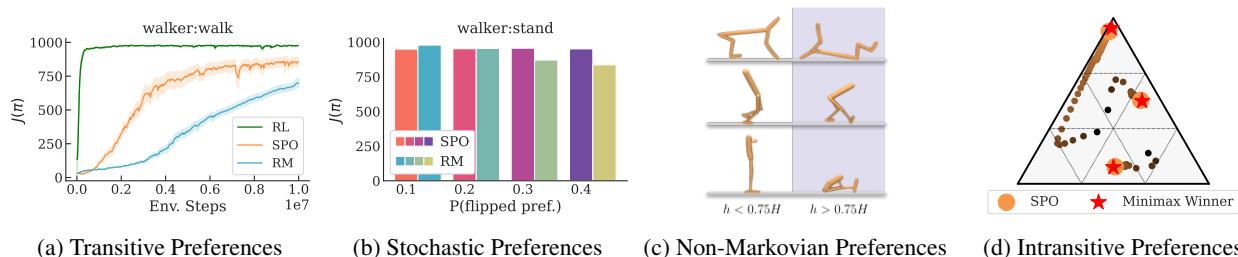 walker:walk
J(π)
1000
750
500
250
0
RL
SPO
RM
0.0 0.2 0.4 0.6 0.8 1.0
Env. Steps 1e7
(a) Transitive Preferences
walker:stand
J(π)
1000
750
500
250
0
SPO
RM
0.1 0.2 0.3 0.4
P(flipped pref.)
(b) Stochastic Preferences
h < 0.75H h > 0.75H
(c) Non-Markovian Preferences
SPO Minimax Winner
(d) Intransitive Preferences